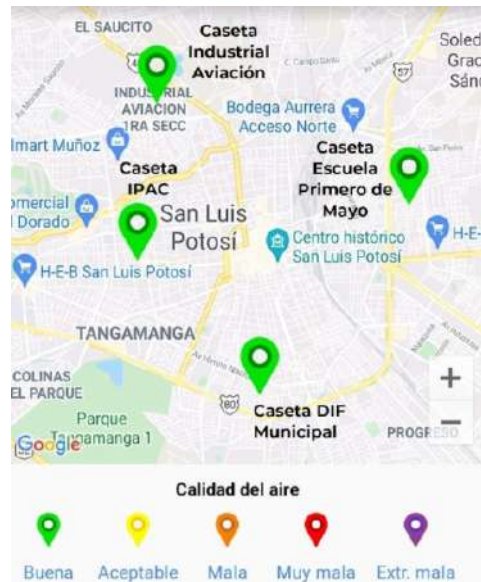 EL SAUCITO
Caseta
Industrial
Aviación
Soled
Grac
Sán
57
INDUSTRIAL
AVIACION
1RA SECC
Bodega Aurrera
Acceso Norte
lmart Muñoz
Caseta
IPAC
Caseta
Escuela
Primero de
Mayo
San Luis
Potosí
omercial
l Dorado
Centro histórico
San Luis Potosí
H-E-
H-E-B San Luis Potosí
TANGAMANGA
COLINAS
EL PARQUE
80
Caseta DIF
Municipal
Parque
Tangamanga 1
PROGRESO
+
−
Google
Calidad del aire
Buena Aceptable Mala Muy mala Extr. mala